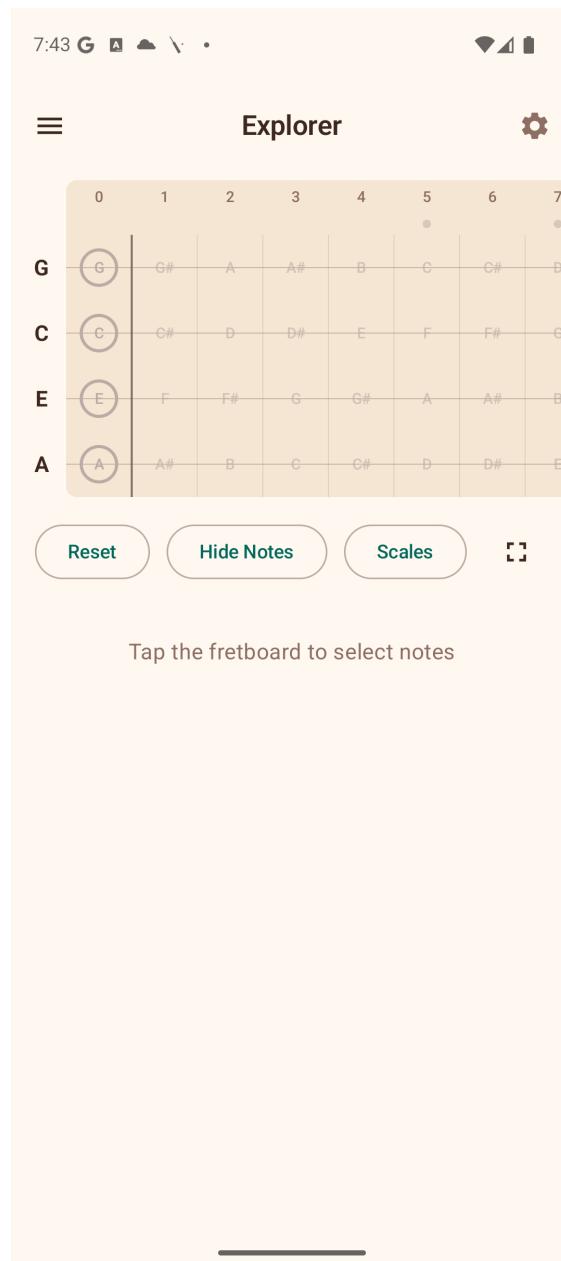 7:43
Explorer
0 1 2 3 4 5 6 7
G G G# A A# B C C# D
C C C# D D# E F F# G
E E F F# G G# A A# B
A A A# B C C# D D# E
Reset Hide Notes Scales
Tap the fretboard to select notes